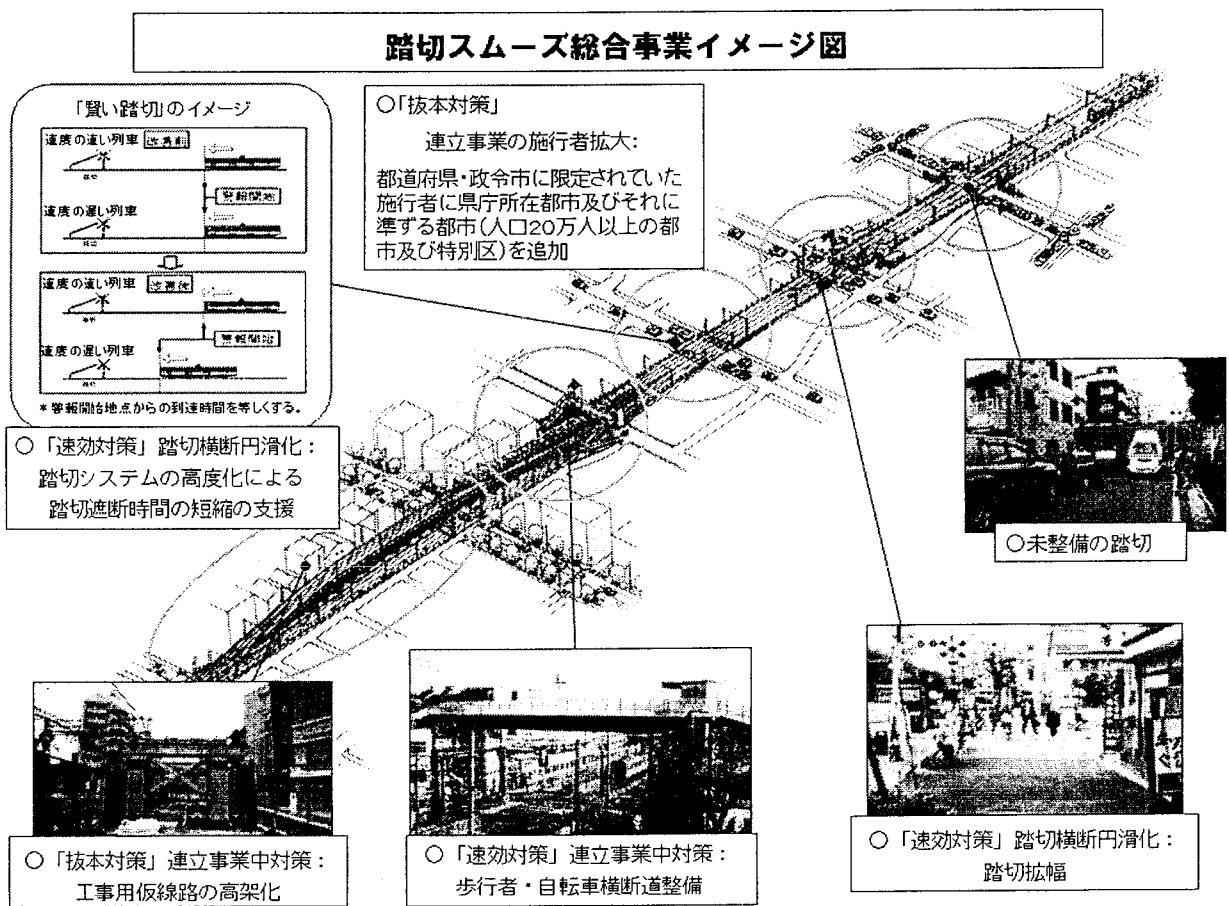 踏切スムーズ総合事業イメージ図
「賢い踏切」のイメージ
速度の速い列車 改善前
警報開始
速度の遅い列車
速度の速い列車 改善後
警報開始
速度の遅い列車
*警報開始地点からの到達時間を等しくする。
○「速効対策」踏切横断円滑化:
踏切システムの高度化による
踏切遮断時間の短縮の支援
○「抜本対策」
連立事業の施行者拡大:
都道府県・政令市に限定されていた
施行者に県庁所在都市及びそれに
準ずる都市(人口20万人以上の都
市及び特別区)を追加
○未整備の踏切
○「抜本対策」連立事業中対策:
工事用仮線路の高架化
○「速効対策」連立事業中対策:
歩行者・自転車横断道整備
○「速効対策」踏切横断円滑化:
踏切拡幅